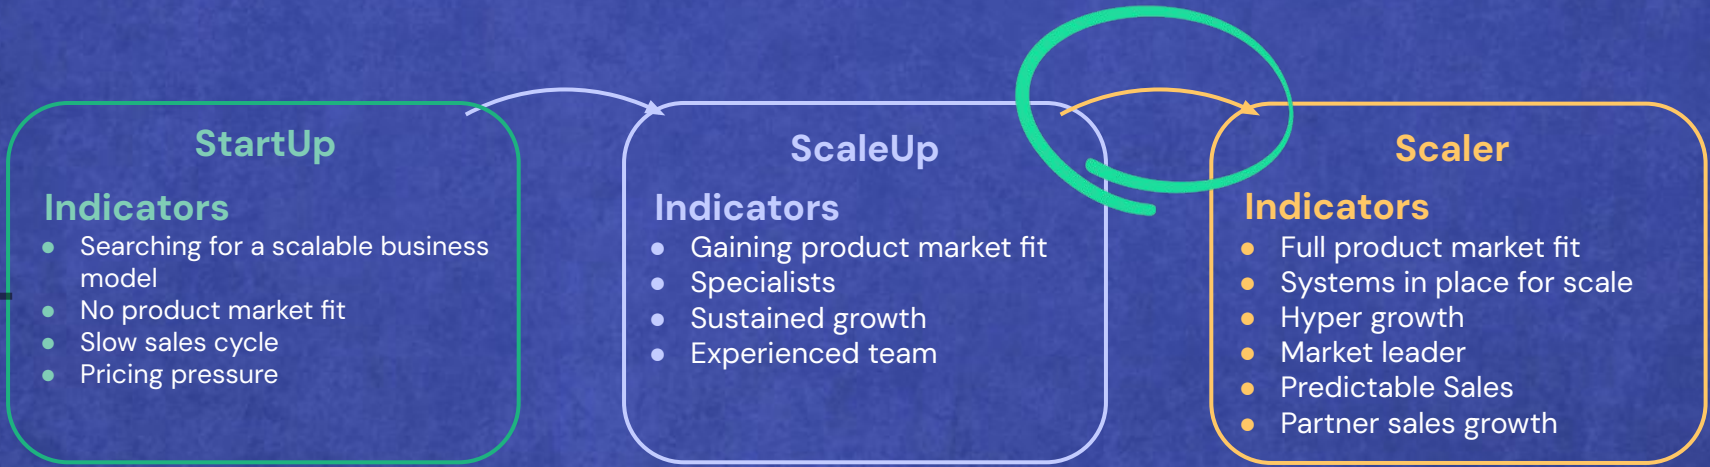 StartUp
Indicators
● Searching for a scalable business
model
● No product market fit
● Slow sales cycle
● Pricing pressure
ScaleUp
Indicators
● Gaining product market fit
● Specialists
● Sustained growth
● Experienced team
Scaler
Indicators
● Full product market fit
● Systems in place for scale
● Hyper growth
● Market leader
● Predictable Sales
● Partner sales growth